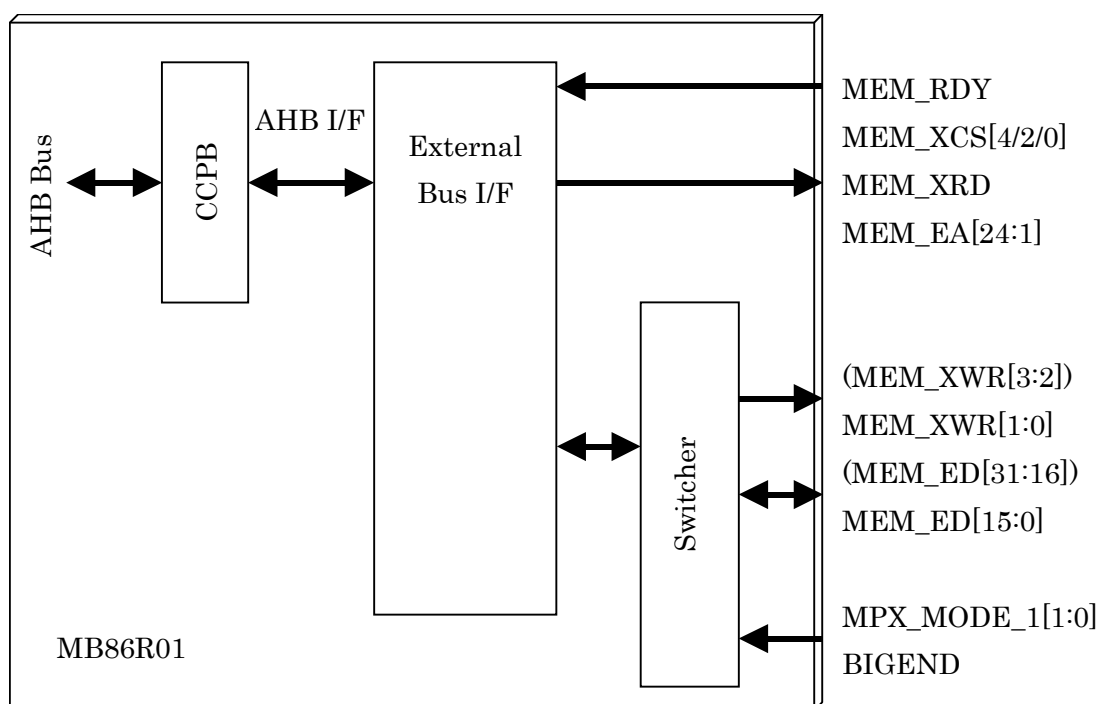 AHB Bus
CCPB
AHB I/F
External
Bus I/F
MEM_RDY
MEM_XCS[4/2/0]
MEM_XRD
MEM_EA[24:1]
Switcher
(MEM_XWR[3:2])
MEM_XWR[1:0]
(MEM_ED[31:16])
MEM_ED[15:0]
MPX_MODE_1[1:0]
BIGEND
MB86R01